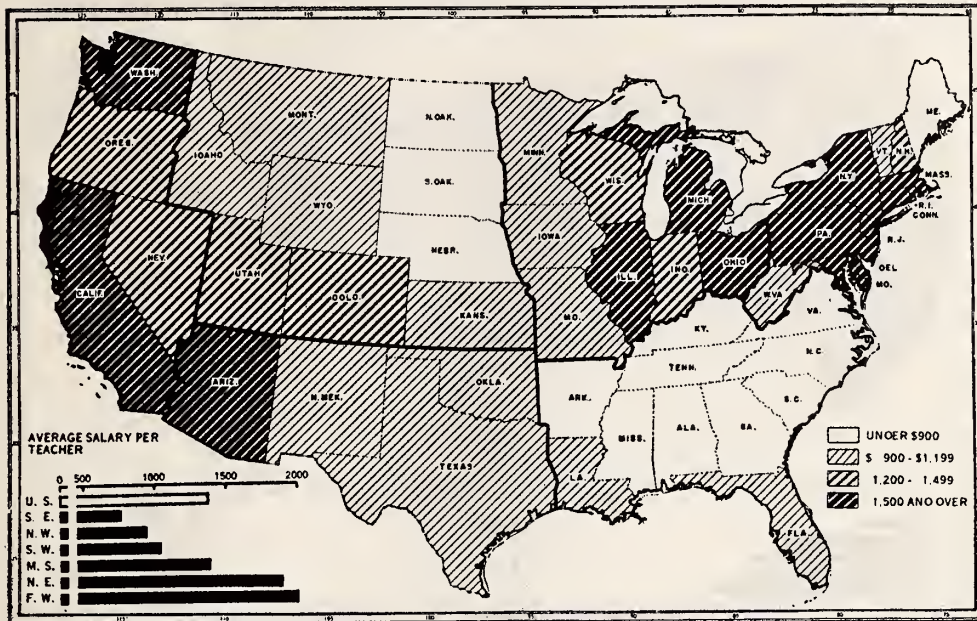 WASH.
MONT.
N.DAK.
MINN.
ME.
VT.
N.H.
OREG.
IDAHO
S.DAK.
WIS.
MICH
N.Y.
MASS.
R.I.
CONN.
WYO.
IOWA
PA.
N.J.
NEV.
UTAH
NEBR.
ILL.
IND.
OHIO
DEL
MD.
CALIF.
COLO.
KANS.
MO.
W.VA.
VA.
KY.
N.C.
TENN.
ARIZ.
N.MEX.
OKLA.
ARK.
S.C.
MISS.
ALA.
GA.
TEXAS
LA.
FLA.
UNDER $900
$ 900 - $1,199
1,200 - 1,499
1,500 AND OVER
AVERAGE SALARY PER
TEACHER
0 500 1000 1500 2000
U. S.
S. E.
N. W.
S. W.
M. S.
N. E.
F. W.